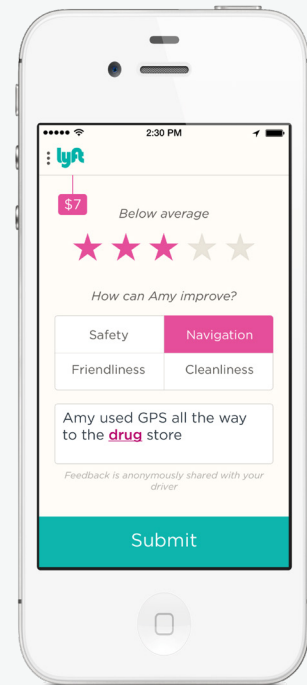 2:30 PM
lyft
$7
Below average
How can Amy improve?
Safety
Navigation
Friendliness
Cleanliness
Amy used GPS all the way
to the drug store
Feedback is anonymously shared with your
driver
Submit